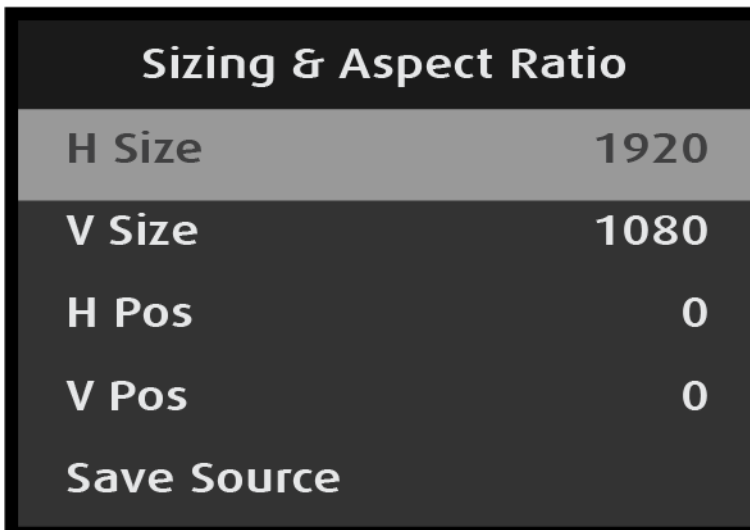 Sizing & Aspect Ratio
H Size 1920
V Size 1080
H Pos 0
V Pos 0
Save Source